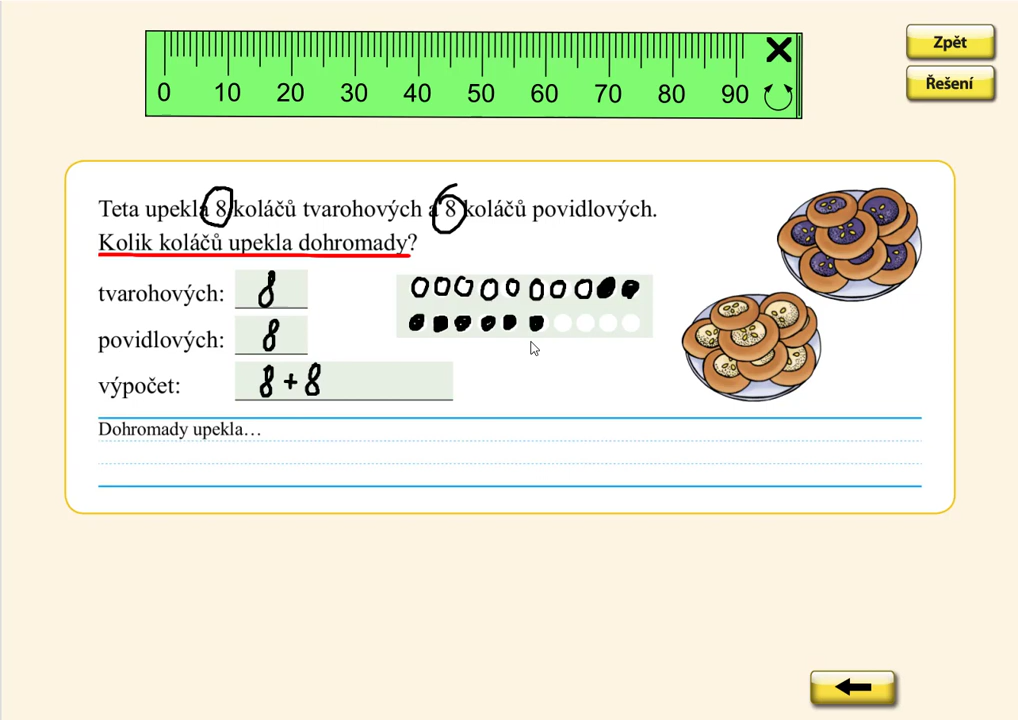 Zpět
Řešení
0 10 20 30 40 50 60 70 80 90
Teta upekla 8 koláčů tvarohových a 8 koláčů povidlových.
Kolik koláčů upekla dohromady?
tvarohových: 8
povidlových: 8
výpočet: 8 + 8
Dohromady upekla…